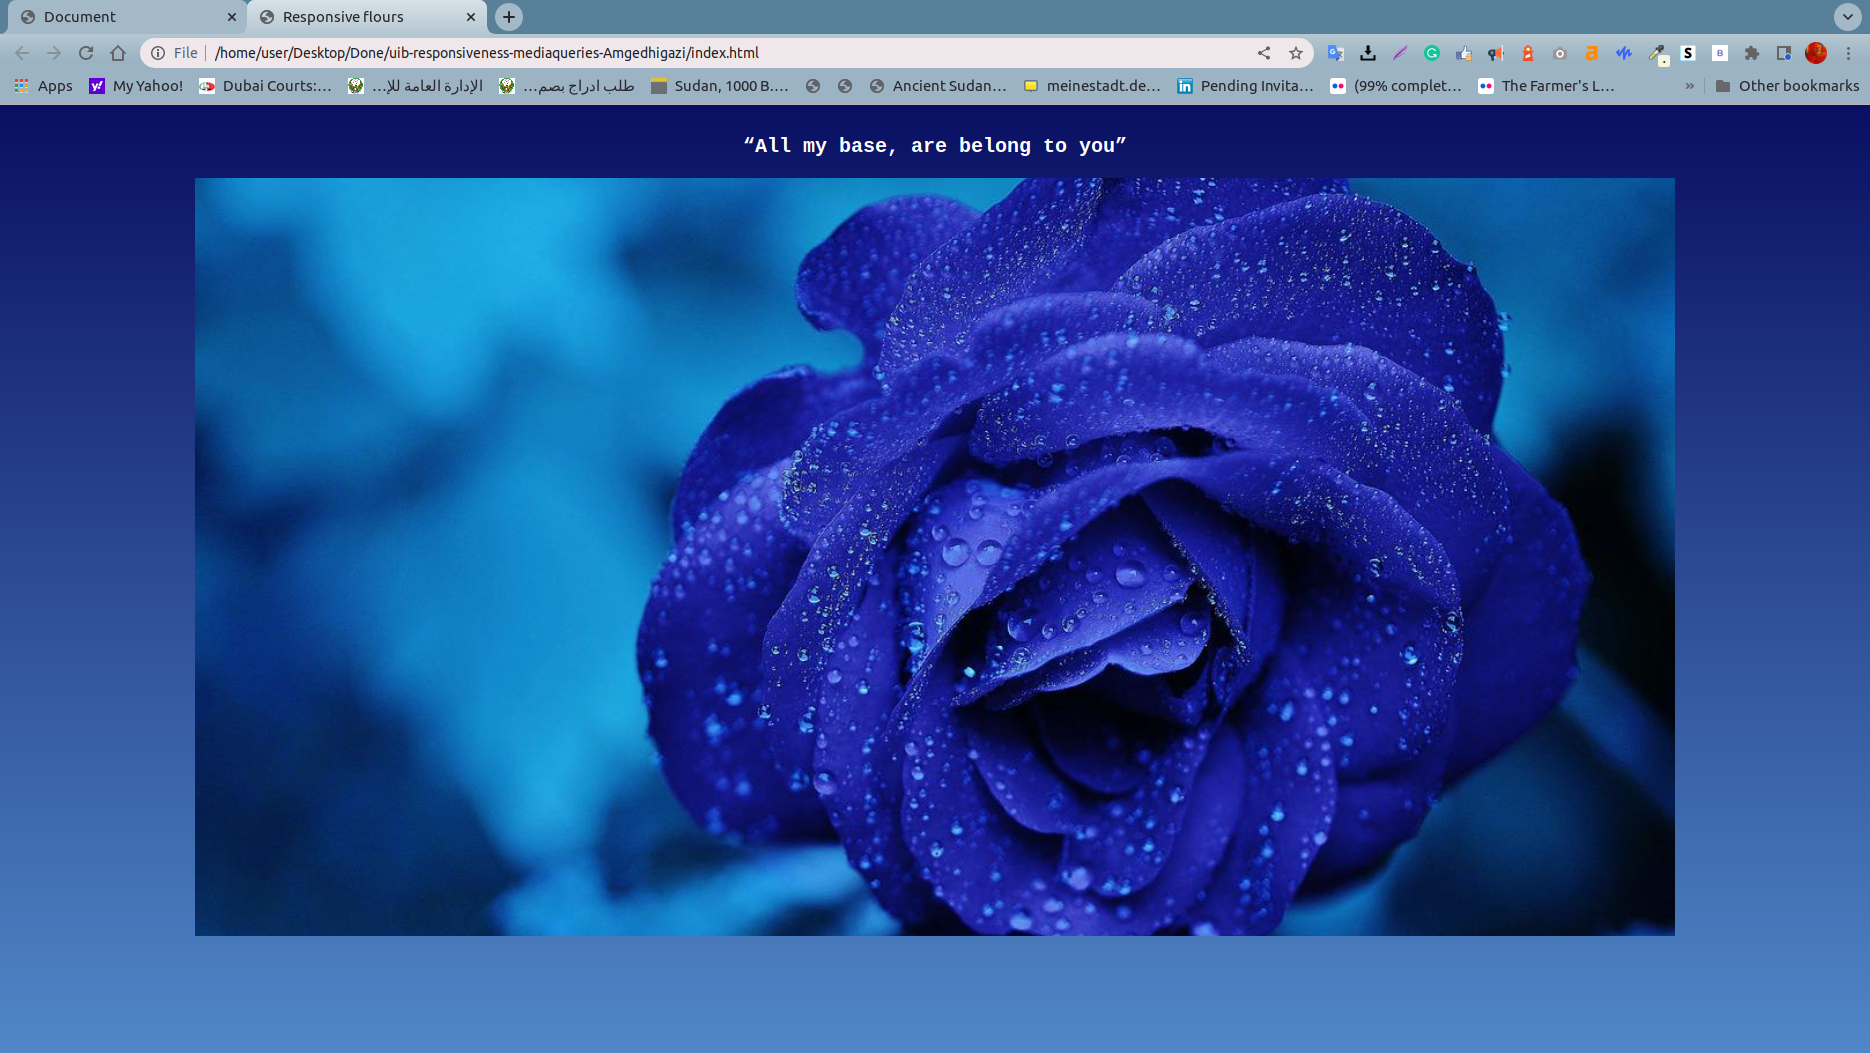 Document
Responsive flours
File | /home/user/Desktop/Done/uib-responsiveness-mediaqueries-Amgedhigazi/index.html
Apps My Yahoo! Dubai Courts:... الإدارة العامة للإ... طلب ادراج بصم... Sudan, 1000 B.... Ancient Sudan... meinestadt.de... Pending Invita... (99% complet... The Farmer's L... » Other bookmarks
“All my base, are belong to you”